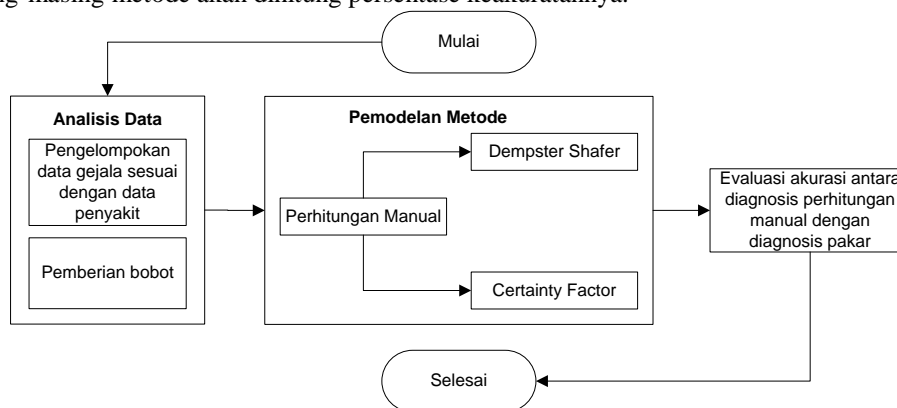 masing metode akan dihitung persentase keakuratannya.
Mulai
Analisis Data
Pengelompokan
data gejala sesuai
dengan data
penyakit
Pemberian bobot
Pemodelan Metode
Perhitungan Manual
Dempster Shafer
Certainty Factor
Evaluasi akurasi antara
diagnosis perhitungan
manual dengan
diagnosis pakar
Selesai